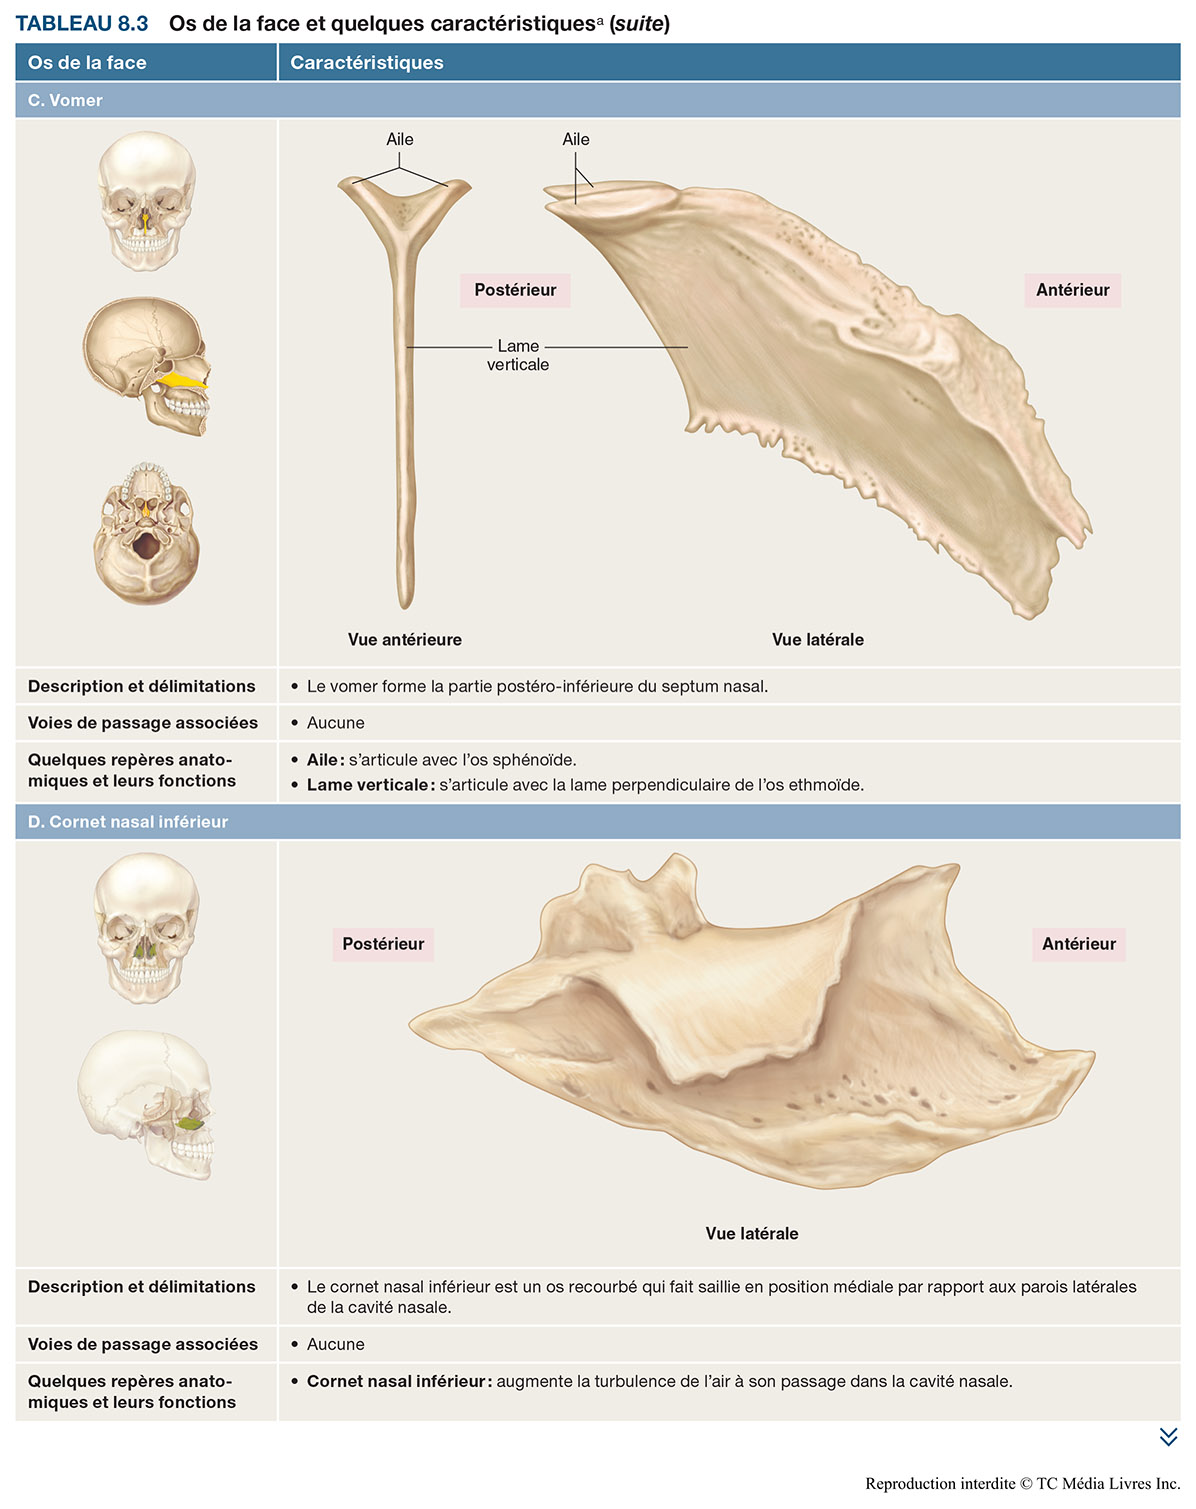 TABLEAU 8.3 Os de la face et quelques caractéristiquesᵃ (suite)
Os de la face
Caractéristiques
C. Vomer
Aile
Aile
Postérieur
Antérieur
Lame
verticale
Vue antérieure
Vue latérale
Description et délimitations
• Le vomer forme la partie postéro-inférieure du septum nasal.
Voies de passage associées
• Aucune
Quelques repères anato-
miques et leurs fonctions
• Aile : s’articule avec l’os sphénoïde.
• Lame verticale : s’articule avec la lame perpendiculaire de l’os ethmoïde.
D. Cornet nasal inférieur
Postérieur
Antérieur
Vue latérale
Description et délimitations
• Le cornet nasal inférieur est un os recourbé qui fait saillie en position médiale par rapport aux parois latérales
de la cavité nasale.
Voies de passage associées
• Aucune
Quelques repères anato-
miques et leurs fonctions
• Cornet nasal inférieur : augmente la turbulence de l’air à son passage dans la cavité nasale.
Reproduction interdite © TC Média Livres Inc.